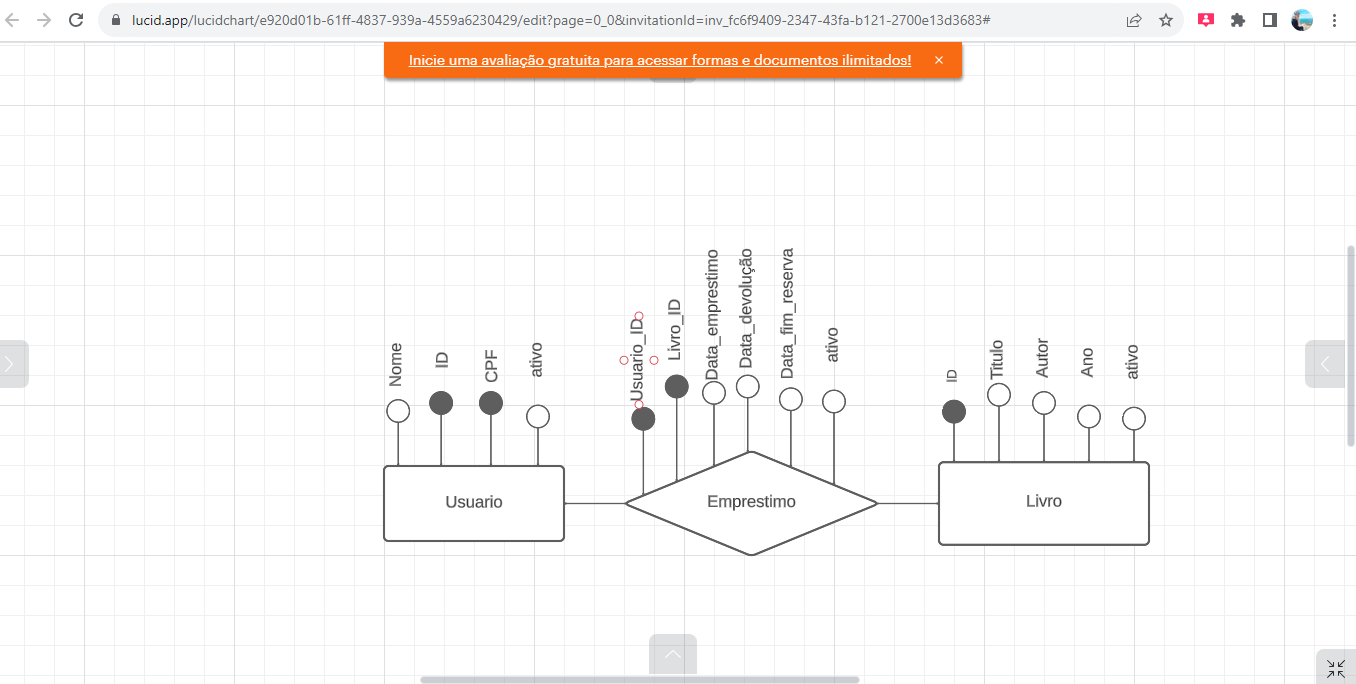 lucid.app/lucidchart/e920d01b-61ff-4837-939a-4559a6230429/edit?page=0_0&invitationId=inv_fc6f9409-2347-43fa-b121-2700e13d3683#
Inicie uma avaliação gratuita para acessar formas e documentos ilimitados! ×
Nome
ID
CPF
ativo
Usuario_ID
Livro_ID
Data_emprestimo
Data_devolução
Data_fim_reserva
ativo
ID
Titulo
Autor
Ano
ativo
Usuario
Emprestimo
Livro